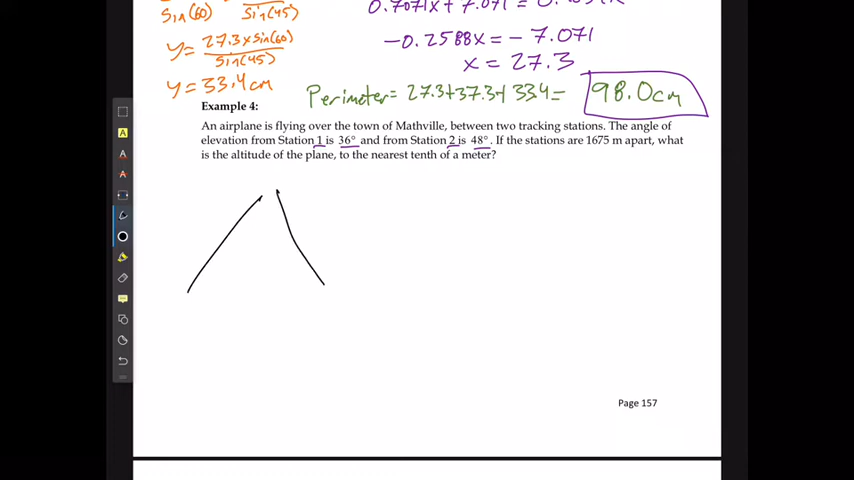 Sin(60) Sin(45)
0.7071x + 7.071 =
y = 27.3 x sin(60)
Sin(45)
-0.2588x = - 7.071
x = 27.3
y = 33.4 cm
Perimeter = 27.3+37.3+33.4 = 98.0cm
Example 4:
An airplane is flying over the town of Mathville, between two tracking stations. The angle of
elevation from Station 1 is 36° and from Station 2 is 48°. If the stations are 1675 m apart, what
is the altitude of the plane, to the nearest tenth of a meter?
Page 157